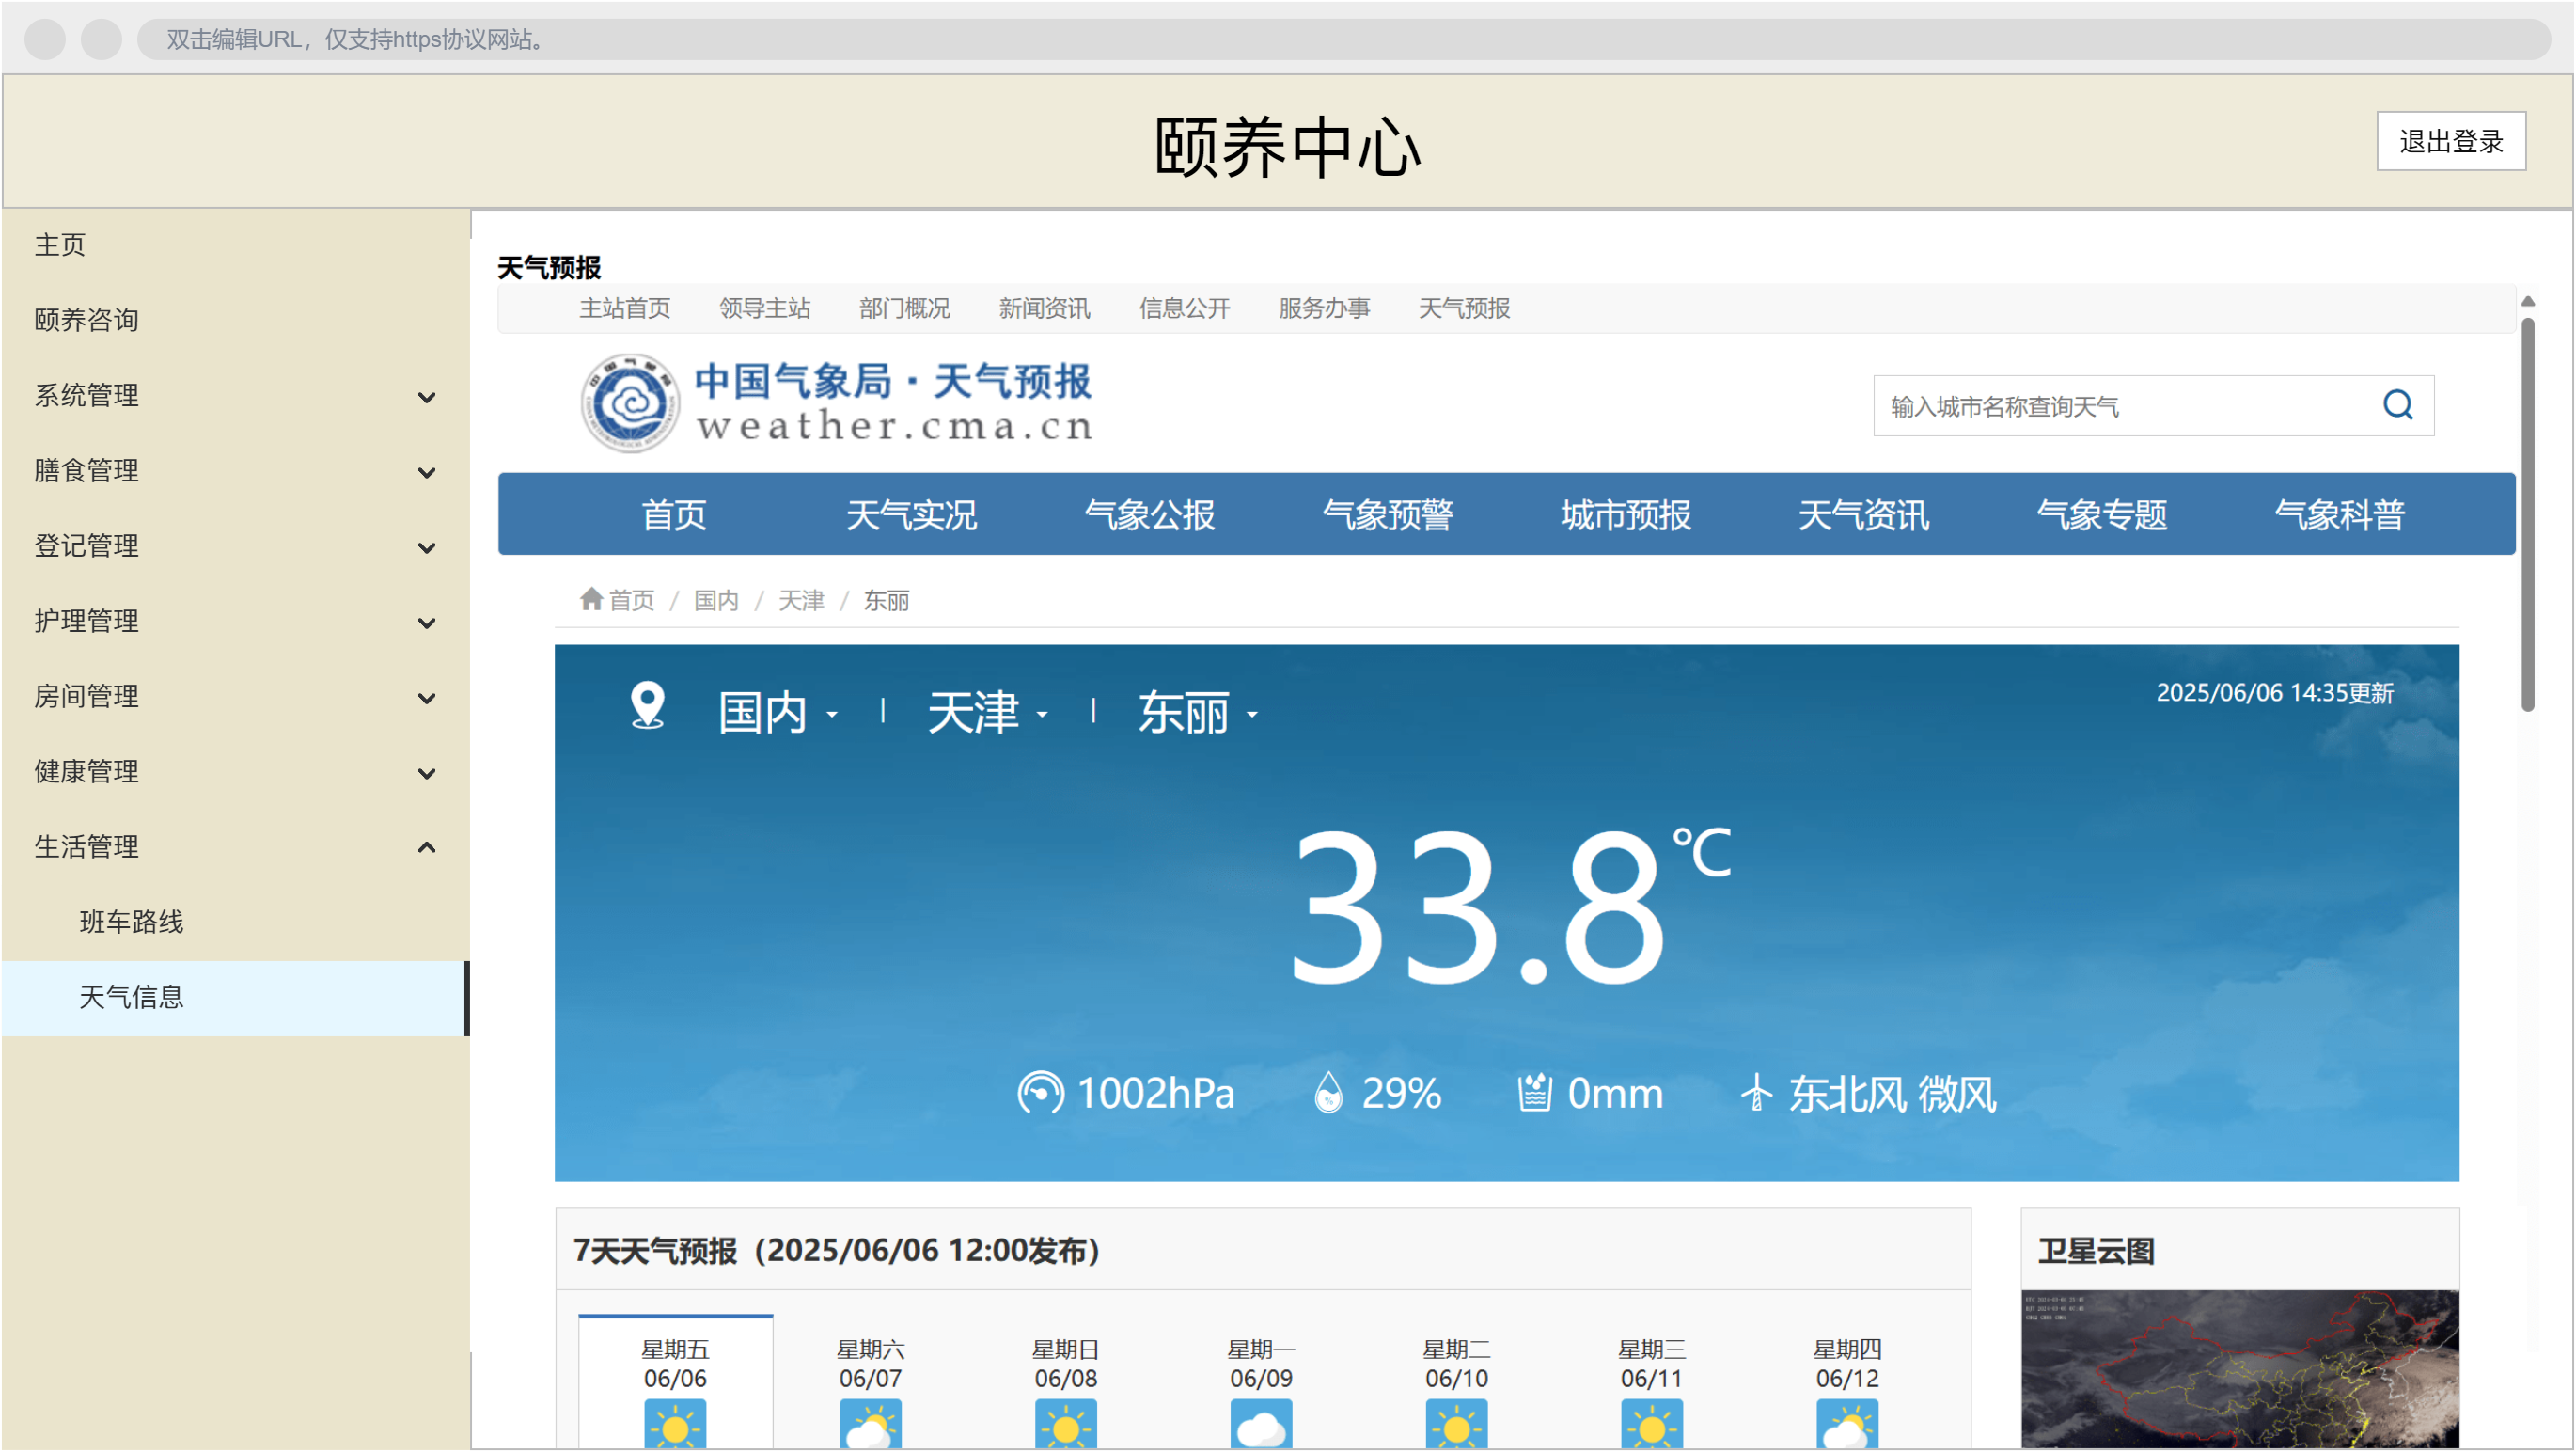 双击编辑URL，仅支持https协议网站。
颐养中心
退出登录
主页
颐养咨询
系统管理
膳食管理
登记管理
护理管理
房间管理
健康管理
生活管理
班车路线
天气信息
天气预报
主站首页 领导主站 部门概况 新闻资讯 信息公开 服务办事 天气预报
中国气象局·天气预报
weather.cma.cn
输入城市名称查询天气
首页 天气实况 气象公报 气象预警 城市预报 天气资讯 气象专题 气象科普
首页 / 国内 / 天津 / 东丽
国内 | 天津 | 东丽
2025/06/06 14:35更新
33.8℃
1002hPa 29% 0mm 东北风 微风
7天天气预报（2025/06/06 12:00发布）
星期五 星期六 星期日 星期一 星期二 星期三 星期四
06/06 06/07 06/08 06/09 06/10 06/11 06/12
卫星云图